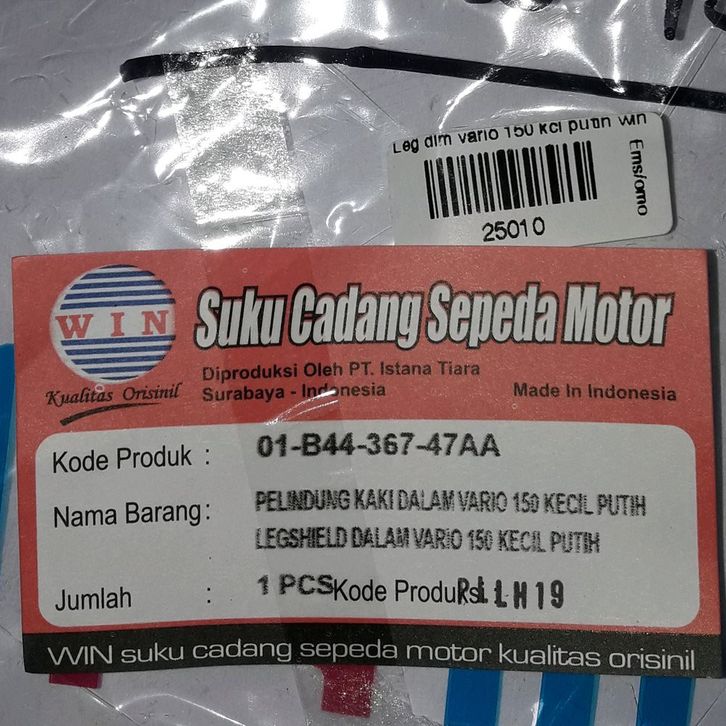 Leg dlm vario 150 kcl putih win
Ems/omo
25010
WIN
Kualitas Orisinil
Suku Cadang Sepeda Motor
Diproduksi Oleh PT. Istana Tiara
Surabaya - Indonesia
Made In Indonesia
Kode Produk : 01-B44-367-47AA
Nama Barang : PELINDUNG KAKI DALAM VARIO 150 KECIL PUTIH
LEGSHIELD DALAM VARIO 150 KECIL PUTIH
Jumlah : 1 PCS Kode Produksi
WIN suku cadang sepeda motor kualitas orisinil